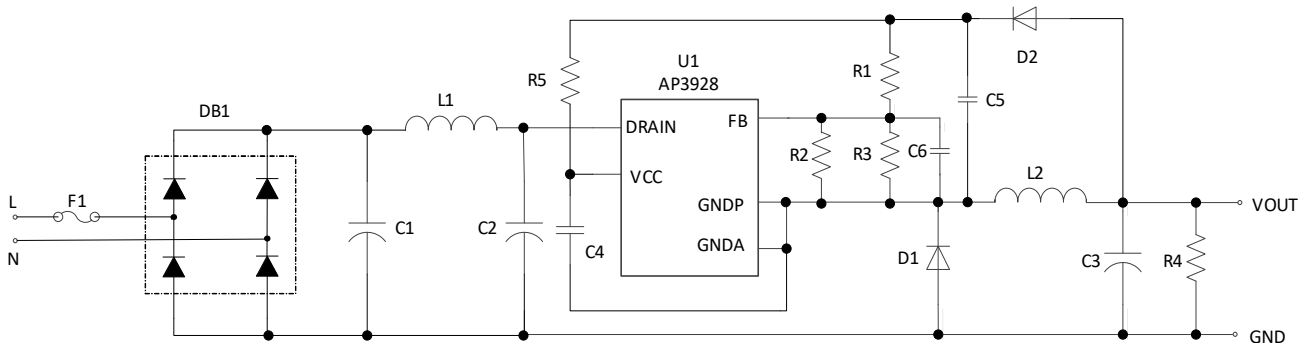 U1
AP3928
R5
R1
D2
DB1
L1
C5
DRAIN
FB
R2
R3
C6
L2
VCC
L
F1
C1
C2
C4
GNDP
VOUT
GNDA
N
D1
C3
R4
GND